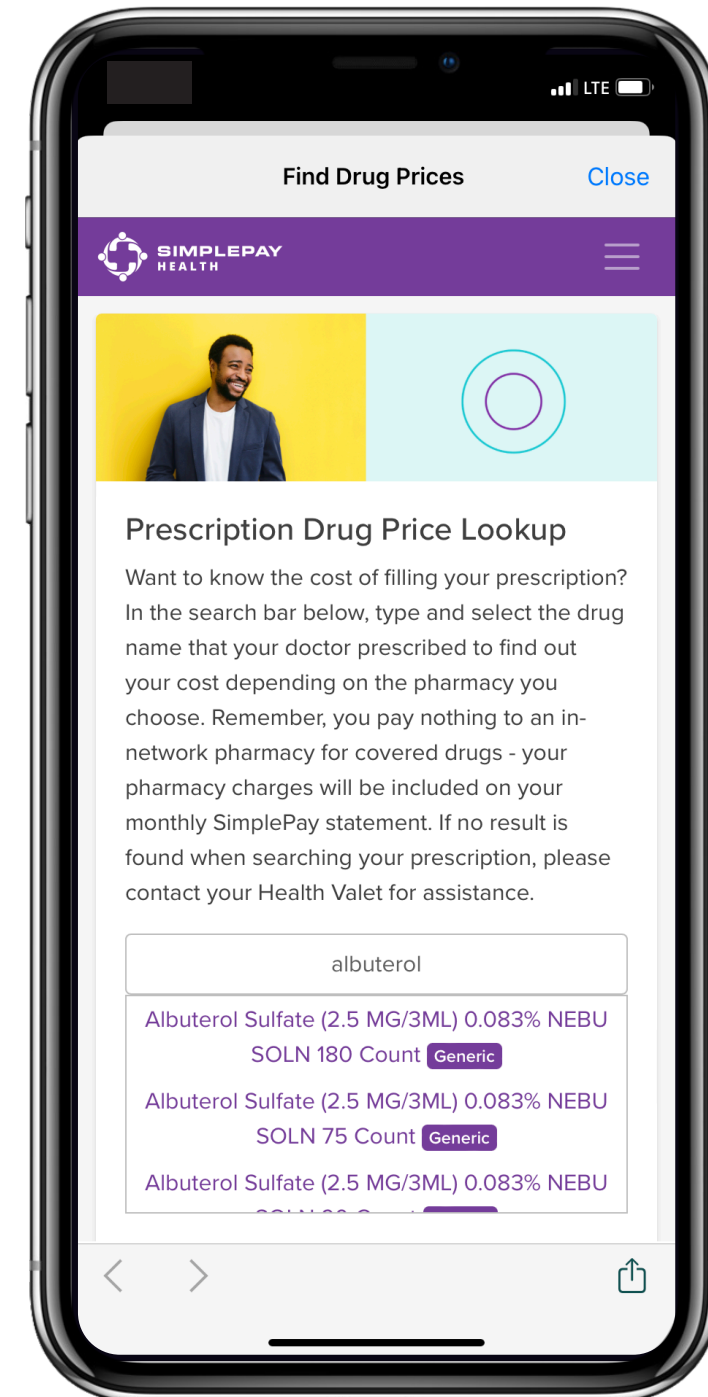 LTE
Find Drug Prices Close
SIMPLEPAY
HEALTH
Prescription Drug Price Lookup
Want to know the cost of filling your prescription?
In the search bar below, type and select the drug
name that your doctor prescribed to find out
your cost depending on the pharmacy you
choose. Remember, you pay nothing to an in-
network pharmacy for covered drugs - your
pharmacy charges will be included on your
monthly SimplePay statement. If no result is
found when searching your prescription, please
contact your Health Valet for assistance.
albuterol
Albuterol Sulfate (2.5 MG/3ML) 0.083% NEBU
SOLN 180 Count Generic
Albuterol Sulfate (2.5 MG/3ML) 0.083% NEBU
SOLN 75 Count Generic
Albuterol Sulfate (2.5 MG/3ML) 0.083% NEBU